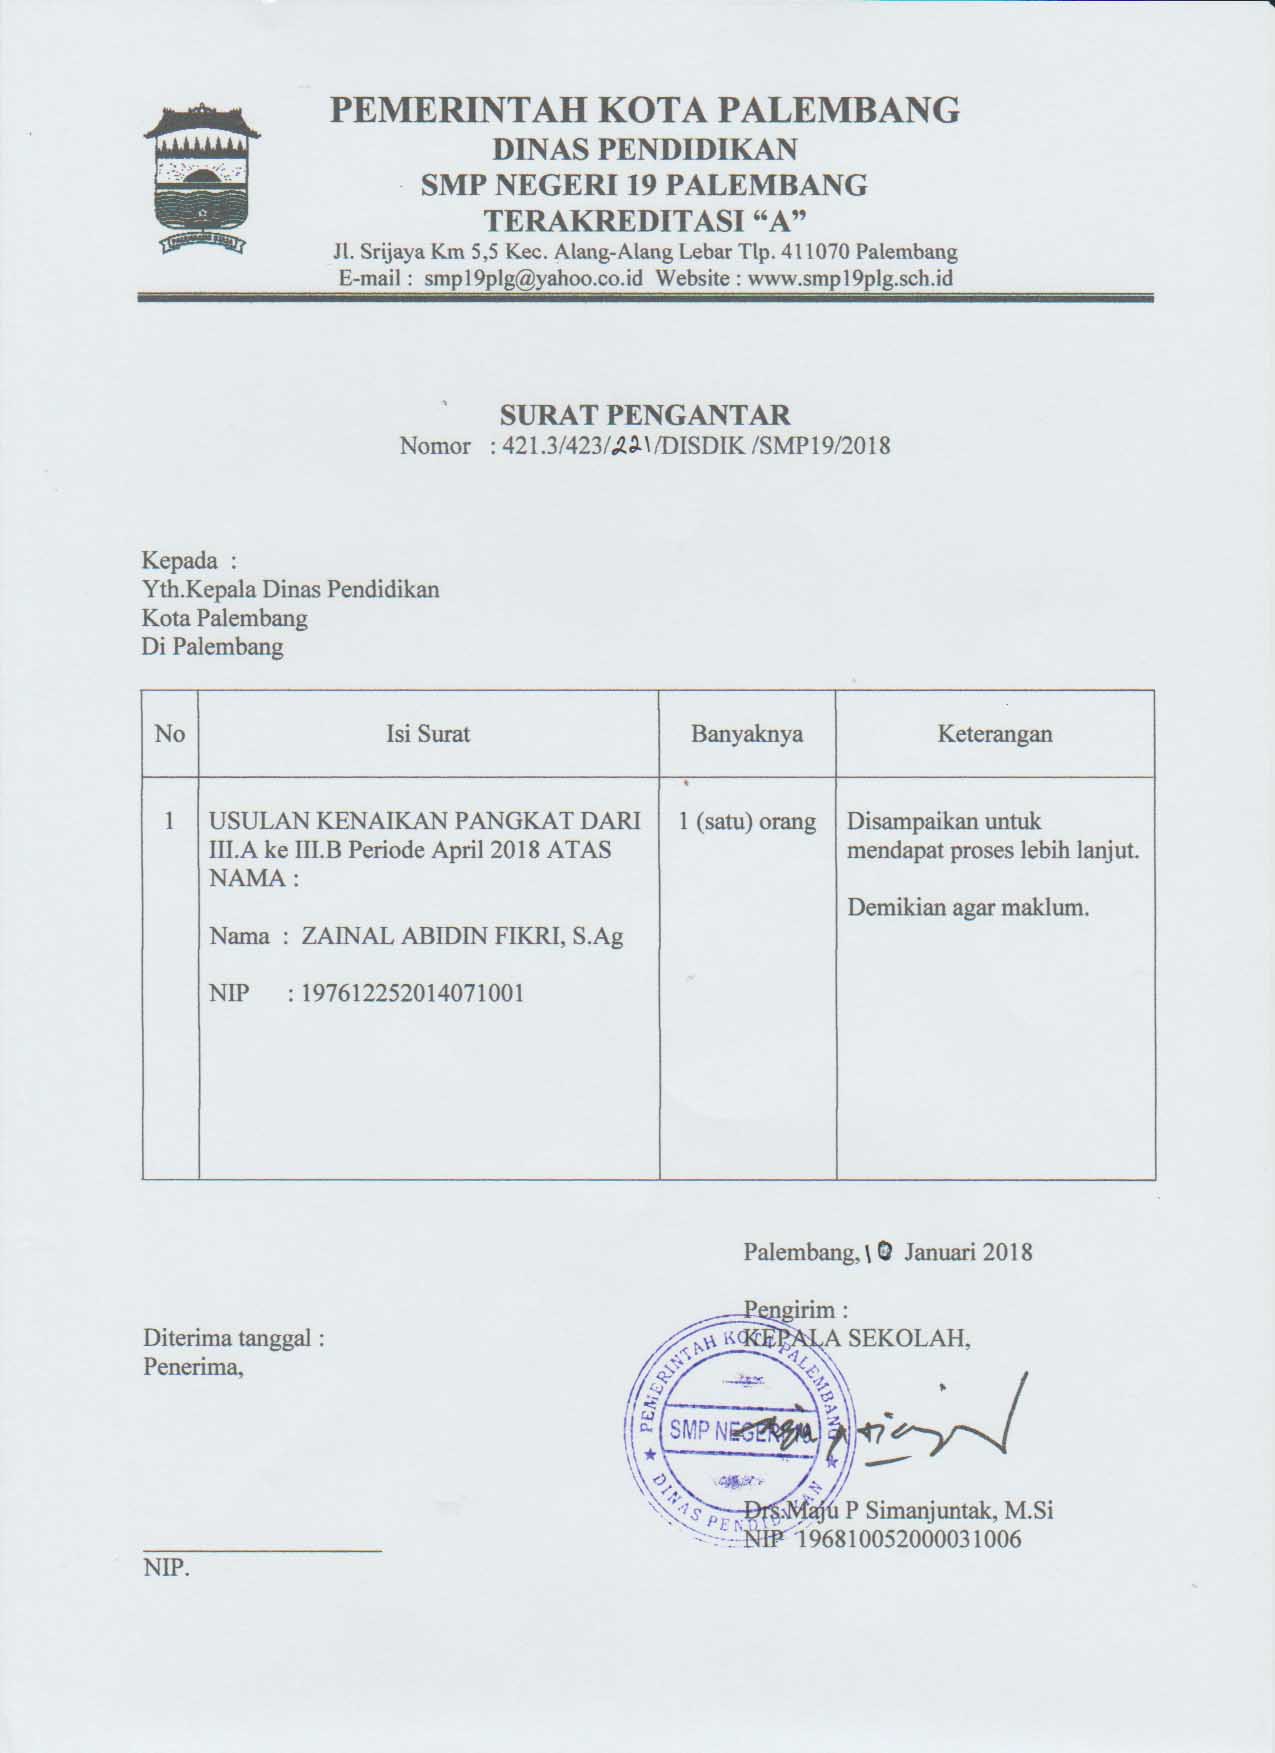 PEMERINTAH KOTA PALEMBANG
DINAS PENDIDIKAN
SMP NEGERI 19 PALEMBANG
TERAKREDITASI “A”
Jl. Srijaya Km 5,5 Kec. Alang-Alang Lebar Tlp. 411070 Palembang
E-mail : smp19plg@yahoo.co.id Website : www.smp19plg.sch.id
SURAT PENGANTAR
Nomor : 421.3/423/221/DISDIK /SMP19/2018
Kepada :
Yth.Kepala Dinas Pendidikan
Kota Palembang
Di Palembang
No Isi Surat Banyaknya Keterangan
1 USULAN KENAIKAN PANGKAT DARI 1 (satu) orang Disampaikan untuk
III.A ke III.B Periode April 2018 ATAS mendapat proses lebih lanjut.
NAMA :
Demikian agar maklum.
Nama : ZAINAL ABIDIN FIKRI, S.Ag
NIP : 197612252014071001
Palembang, 10 Januari 2018
Pengirim :
Diterima tanggal : KEPALA SEKOLAH,
Penerima,
PEMERINTAH KOTA PALEMBANG
SMP NEGERI 19
DINAS PENDIDIKAN
Drs.Maju P Simanjuntak, M.Si
NIP 196810052000031006
NIP.